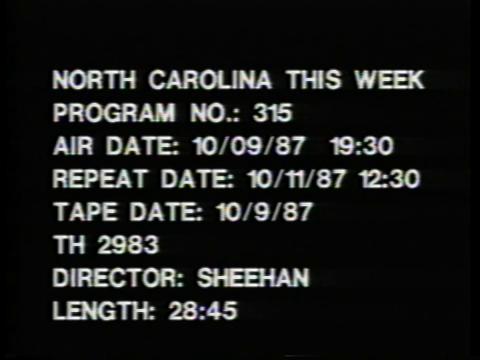 NORTH CAROLINA THIS WEEK
PROGRAM NO.: 315
AIR DATE: 10/09/87 19:30
REPEAT DATE: 10/11/87 12:30
TAPE DATE: 10/9/87
TH 2983
DIRECTOR: SHEEHAN
LENGTH: 28:45